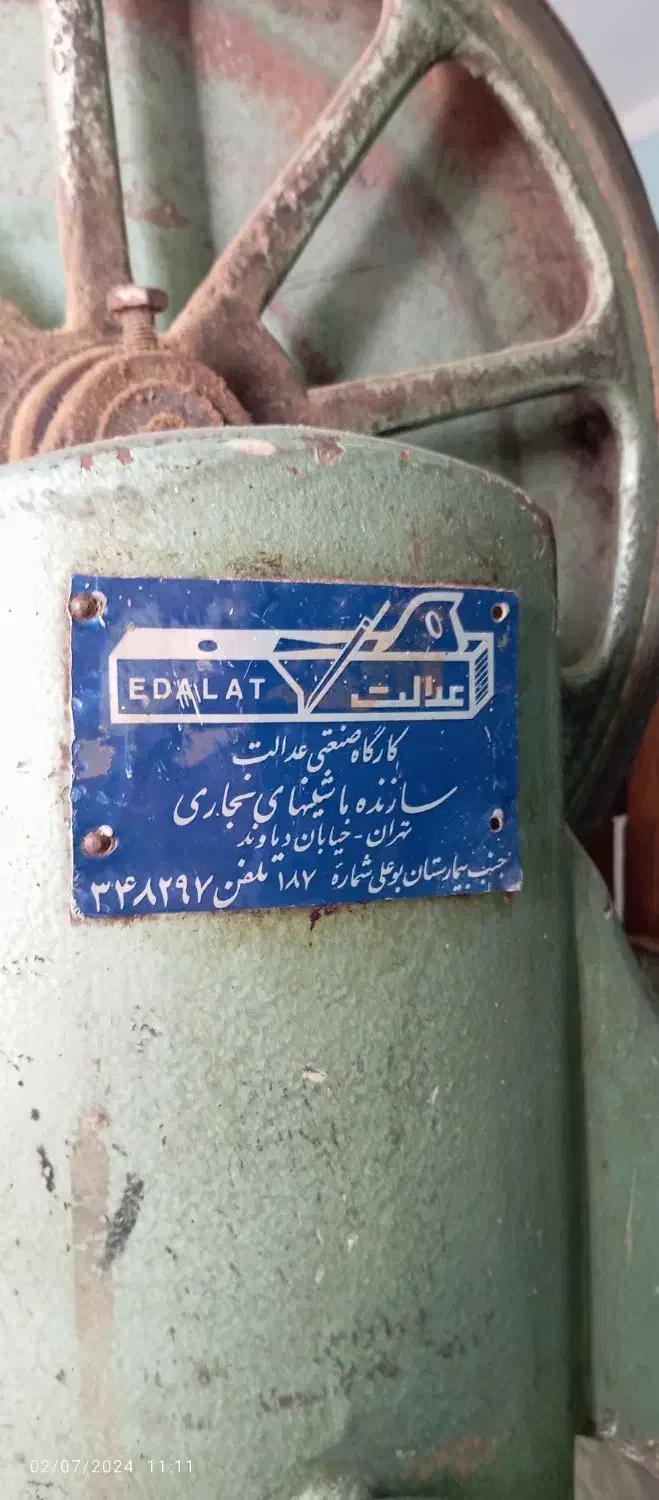 EDALAT عدالت
کارگاه صنعتی عدالت
سازنده ماشینهای نجاری
تهران - خیابان دماوند
جنب بیمارستان بوعلی شمارهٔ ۱۸۷ تلفن ۳۴۸۲۹۷
02/07/2024 11:11